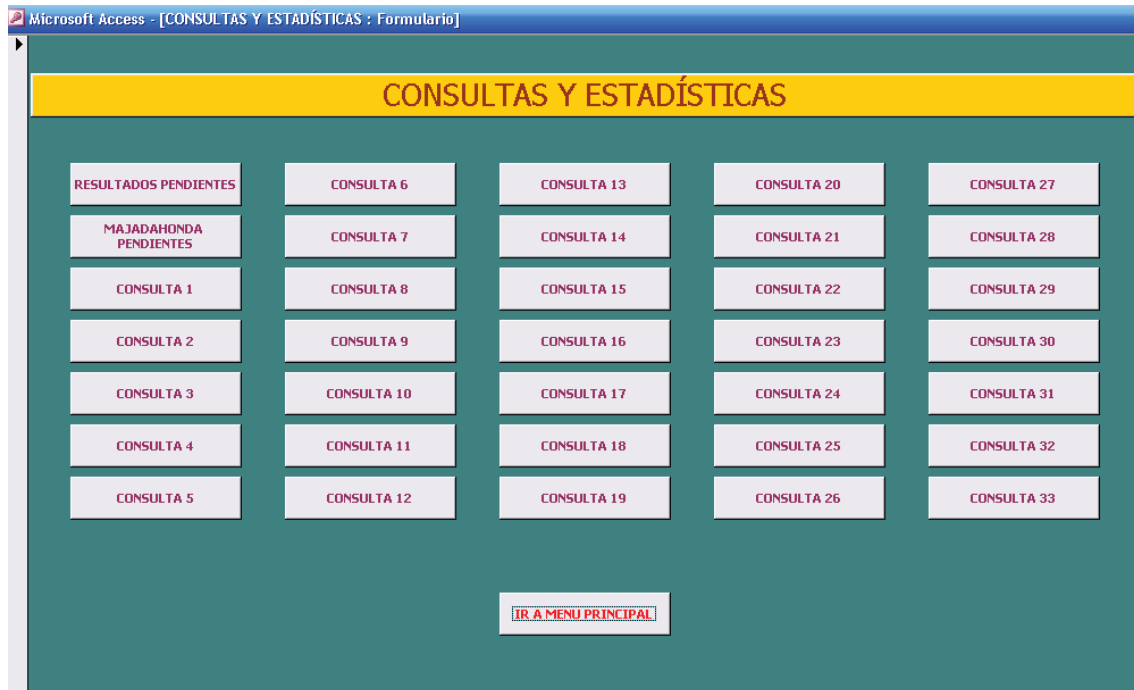 Microsoft Access - [CONSULTAS Y ESTADÍSTICAS : Formulario]
CONSULTAS Y ESTADÍSTICAS
RESULTADOS PENDIENTES
CONSULTA 6
CONSULTA 13
CONSULTA 20
CONSULTA 27
MAJADAHONDA
PENDIENTES
CONSULTA 7
CONSULTA 14
CONSULTA 21
CONSULTA 28
CONSULTA 1
CONSULTA 8
CONSULTA 15
CONSULTA 22
CONSULTA 29
CONSULTA 2
CONSULTA 9
CONSULTA 16
CONSULTA 23
CONSULTA 30
CONSULTA 3
CONSULTA 10
CONSULTA 17
CONSULTA 24
CONSULTA 31
CONSULTA 4
CONSULTA 11
CONSULTA 18
CONSULTA 25
CONSULTA 32
CONSULTA 5
CONSULTA 12
CONSULTA 19
CONSULTA 26
CONSULTA 33
IR A MENU PRINCIPAL